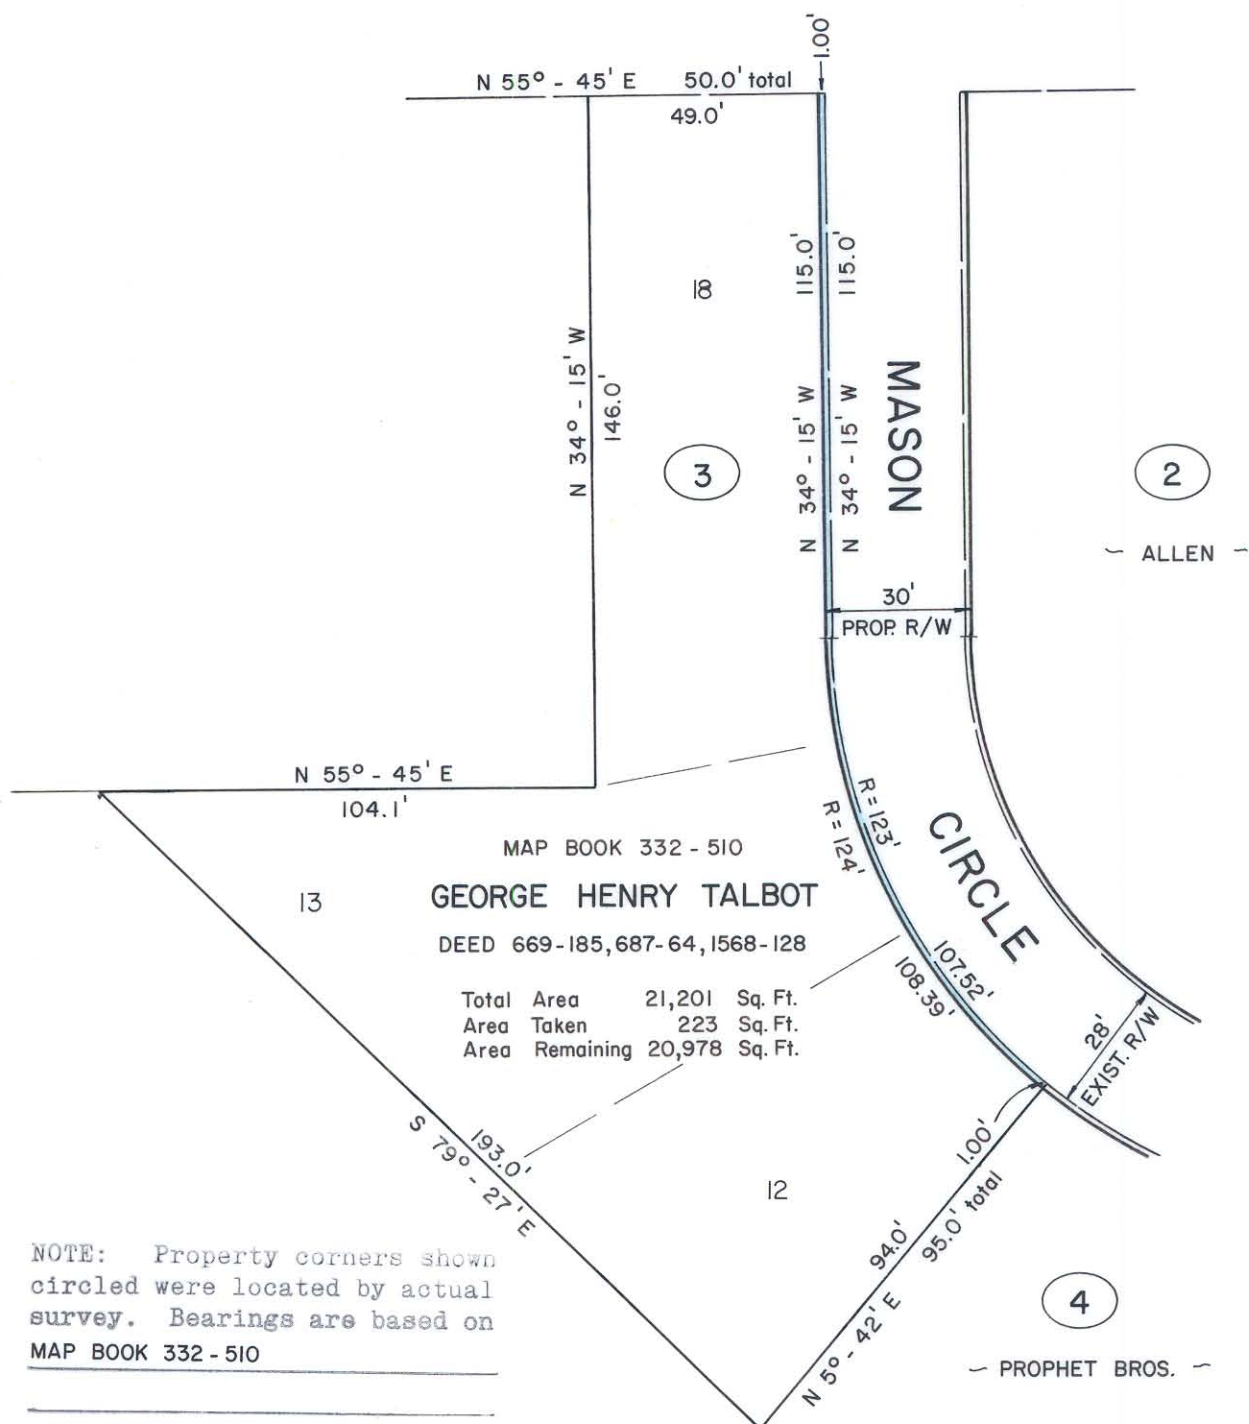 1.00'
N 55° - 45' E 50.0' total
49.0'
115.0'
115.0'
18
N 34° - 15' W
146.0'
MASON
3
N 34° - 15' W
N 34° - 15' W
2
~ ALLEN ~
30'
PROP. R/W
N 55° - 45' E
104.1'
R = 123'
R = 124'
CIRCLE
MAP BOOK 332 - 510
13
GEORGE HENRY TALBOT
DEED 669-185, 687-64, 1568-128
107.52'
108.39'
Total Area 21,201 Sq. Ft.
Area Taken 223 Sq. Ft.
Area Remaining 20,978 Sq. Ft.
28'
EXIST. R/W
193.0'
S 79° - 27' E
1.00'
12
94.0'
95.0' total
N 5° - 42' E
NOTE: Property corners shown
circled were located by actual
survey. Bearings are based on
MAP BOOK 332 - 510
4
~ PROPHET BROS. ~